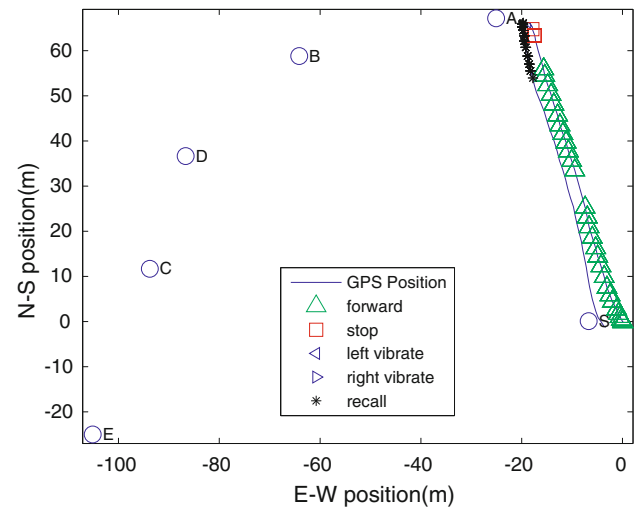 60
50
40
30
20
10
0
-10
-20
N-S position(m)
A
B
D
C
S
E
GPS Position
forward
stop
left vibrate
right vibrate
recall
-100 -80 -60 -40 -20 0
E-W position(m)